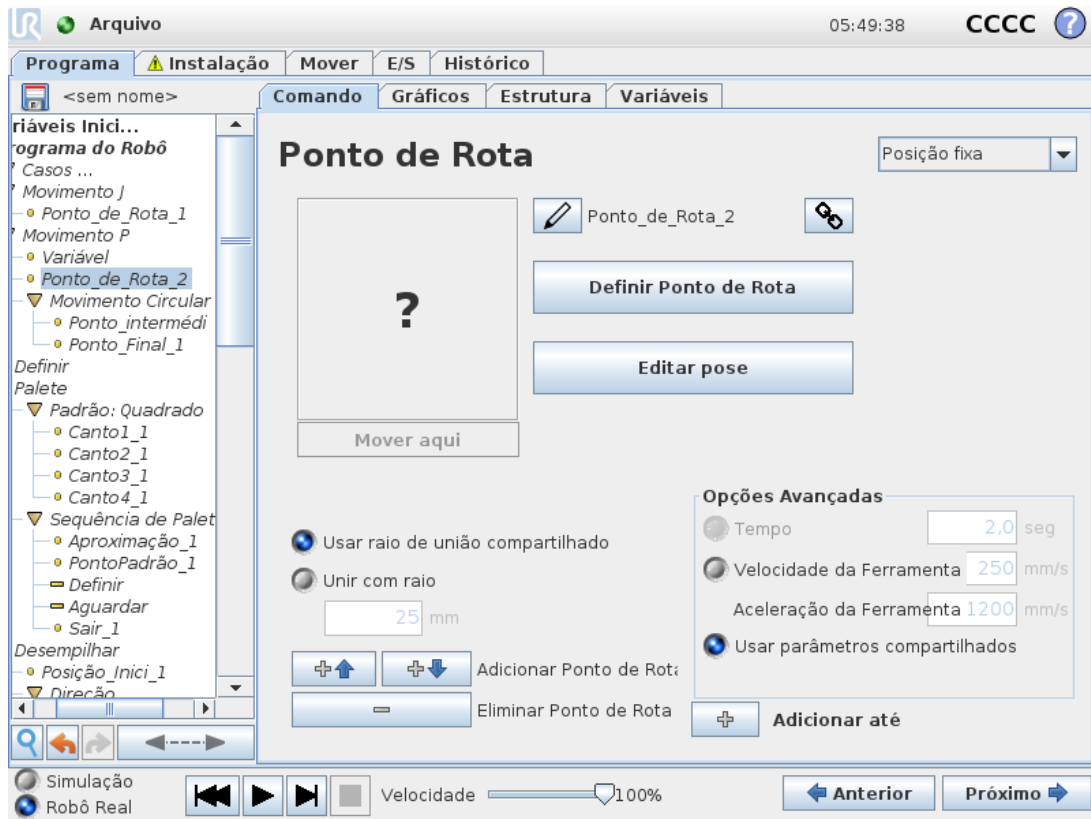 UR Arquivo 05:49:38 CCCC ?
Programa Instalação Mover E/S Histórico
<sem nome> Comando Gráficos Estrutura Variáveis
riáveis Inici...
rograma do Robô
Casos ...
Movimento J
Ponto_de_Rota_1
Movimento P
Variável
Ponto_de_Rota_2
Movimento Circular
Ponto_intermédi
Ponto_Final_1
Definir
Palete
Padrão: Quadrado
Canto1_1
Canto2_1
Canto3_1
Canto4_1
Sequência de Palet
Aproximação_1
PontoPadrão_1
Definir
Aguardar
Sair_1
Desempilhar
Posição_Inici_1
Direção
Ponto de Rota
Posição fixa
?
Ponto_de_Rota_2
Definir Ponto de Rota
Editar pose
Mover aqui
Usar raio de união compartilhado
Unir com raio
25 mm
Adicionar Ponto de Rota
Eliminar Ponto de Rota
Opções Avançadas
Tempo 2,0 seg
Velocidade da Ferramenta 250 mm/s
Aceleração da Ferramenta 1200 mm/s
Usar parâmetros compartilhados
Adicionar até
Simulação
Robô Real
Velocidade 100%
Anterior Próximo